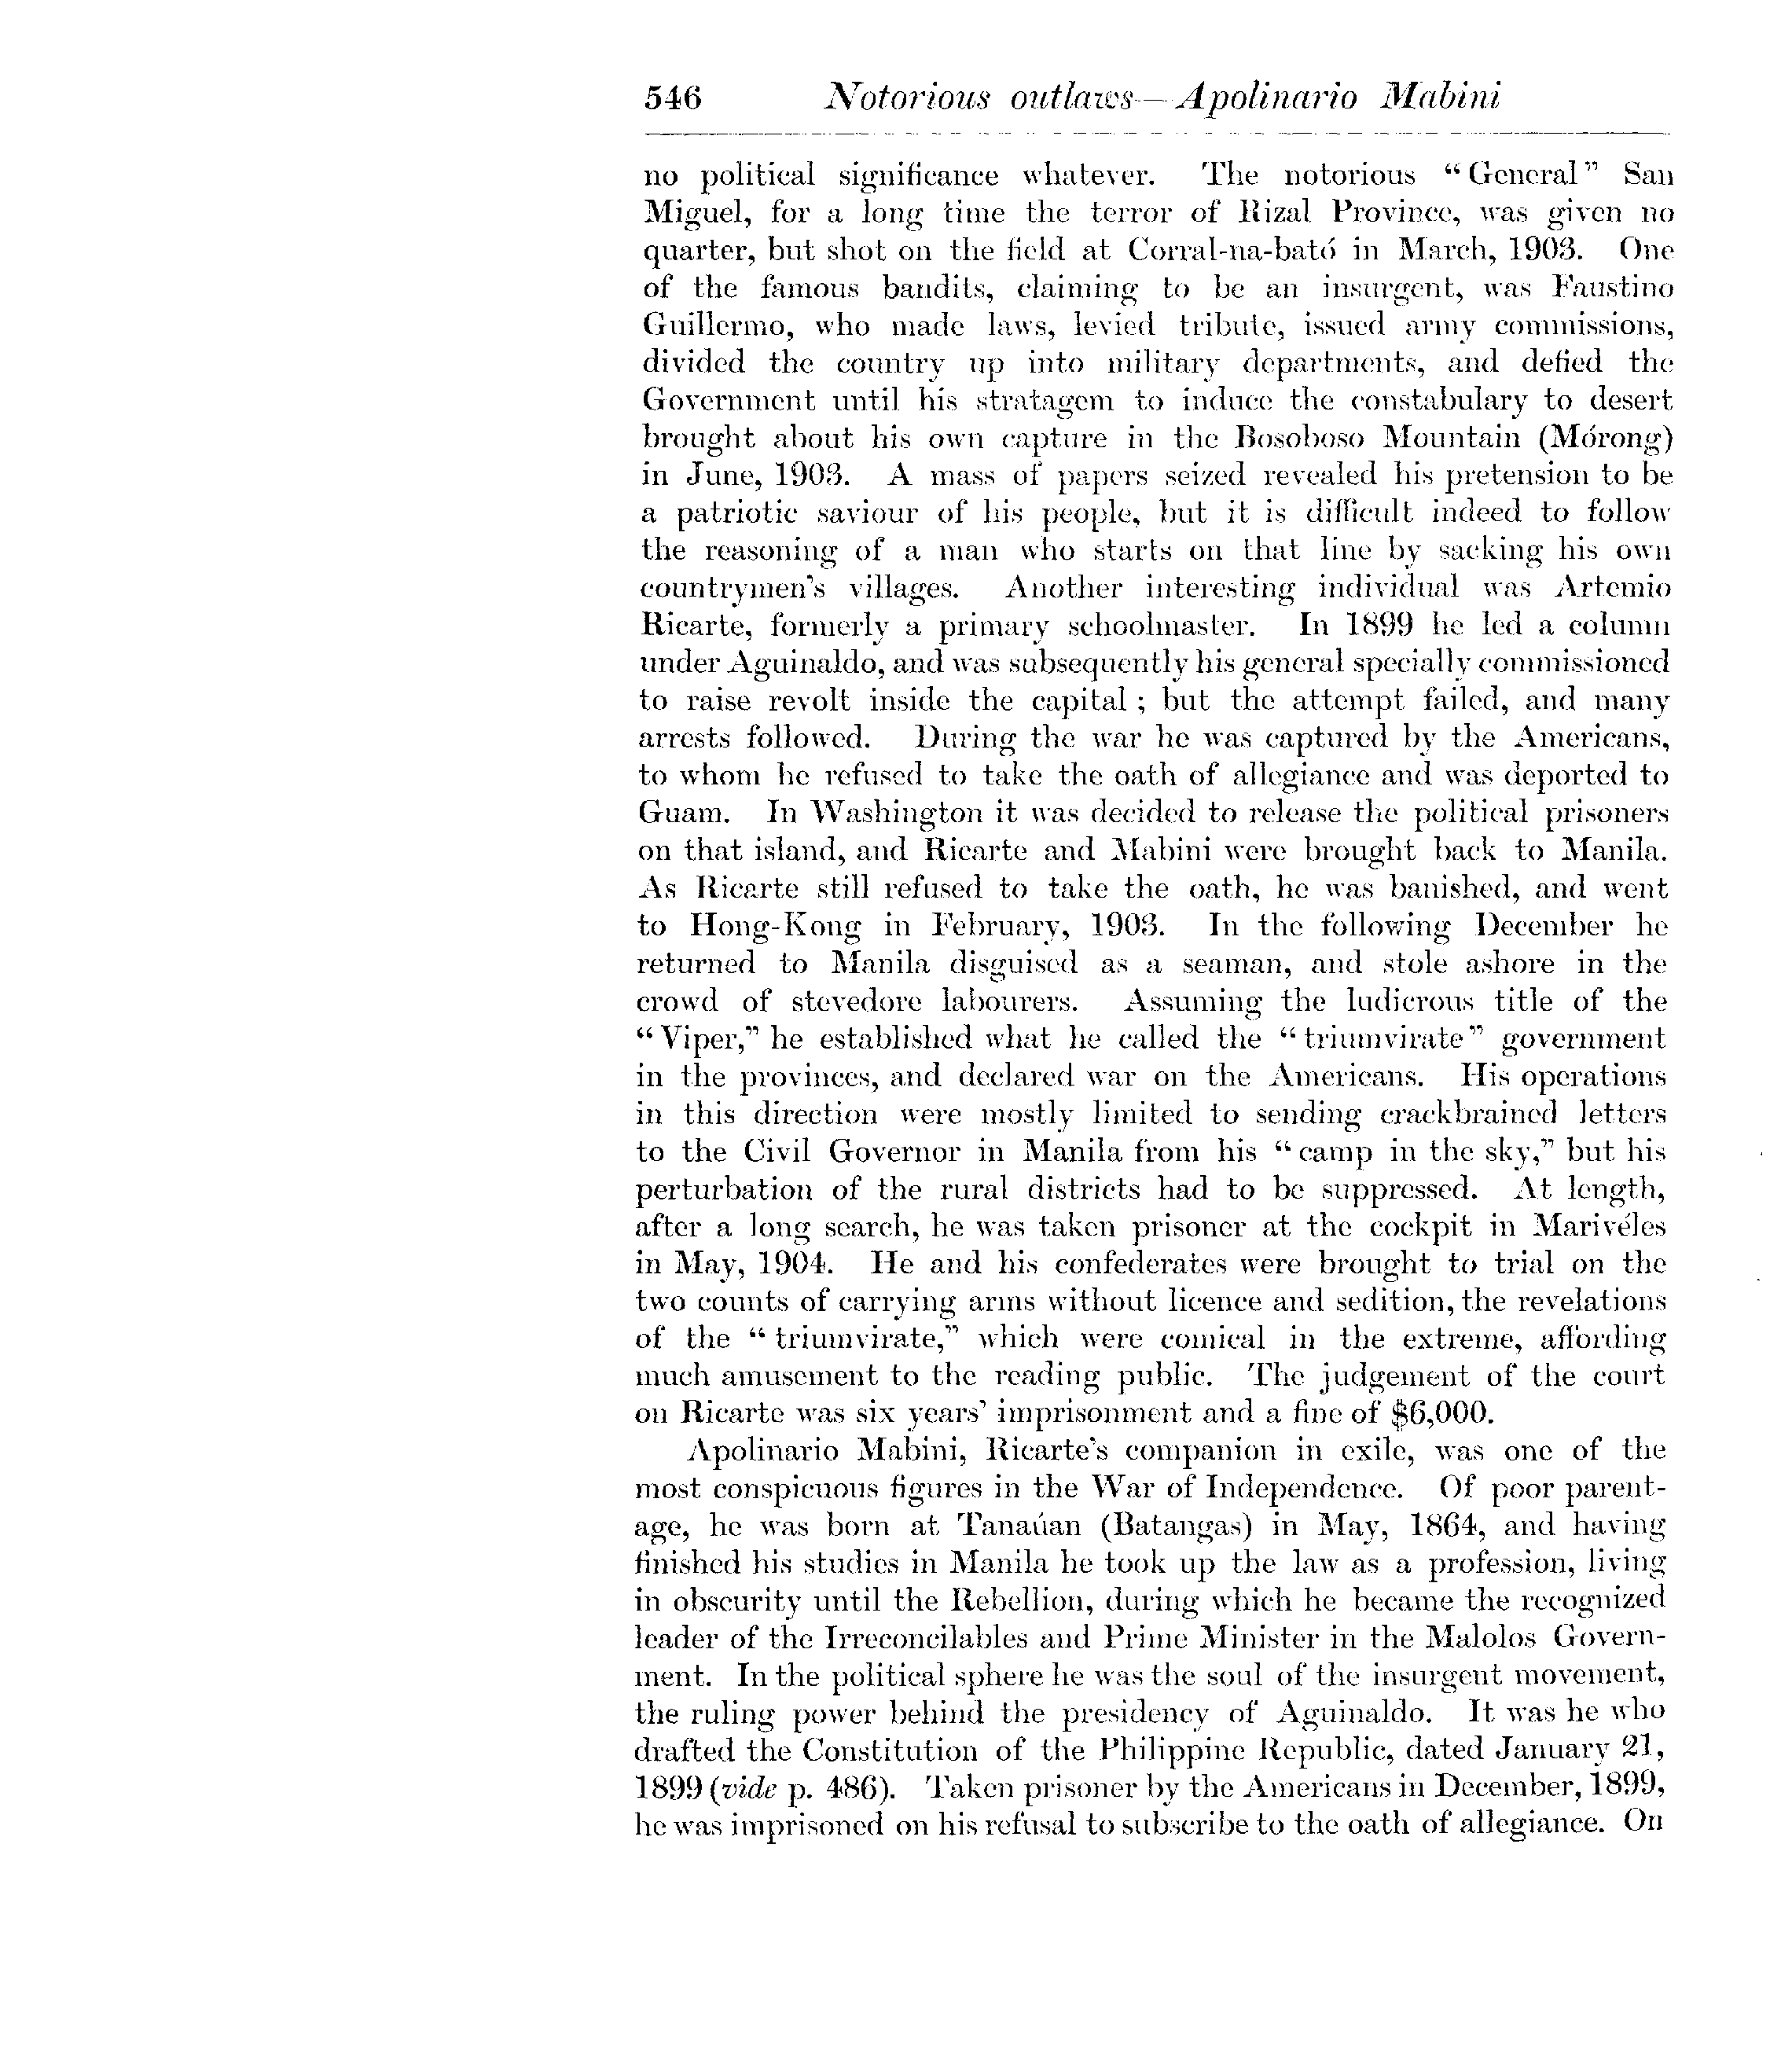 546 Notorious outlaws—Apolinario Mabini
no political significance whatever. The notorious “General” San
Miguel, for a long time the terror of Rizal Province, was given no
quarter, but shot on the field at Corral-na-bató in March, 1903. One
of the famous bandits, claiming to be an insurgent, was Faustino
Guillermo, who made laws, levied tribute, issued army commissions,
divided the country up into military departments, and defied the
Government until his stratagem to induce the constabulary to desert
brought about his own capture in the Bosoboso Mountain (Mórong)
in June, 1903. A mass of papers seized revealed his pretension to be
a patriotic saviour of his people, but it is difficult indeed to follow
the reasoning of a man who starts on that line by sacking his own
countrymen's villages. Another interesting individual was Artemio
Ricarte, formerly a primary schoolmaster. In 1899 he led a column
under Aguinaldo, and was subsequently his general specially commissioned
to raise revolt inside the capital ; but the attempt failed, and many
arrests followed. During the war he was captured by the Americans,
to whom he refused to take the oath of allegiance and was deported to
Guam. In Washington it was decided to release the political prisoners
on that island, and Ricarte and Mabini were brought back to Manila.
As Ricarte still refused to take the oath, he was banished, and went
to Hong-Kong in February, 1903. In the following December he
returned to Manila disguised as a seaman, and stole ashore in the
crowd of stevedore labourers. Assuming the ludicrous title of the
“Viper,” he established what he called the “triumvirate” government
in the provinces, and declared war on the Americans. His operations
in this direction were mostly limited to sending crackbrained letters
to the Civil Governor in Manila from his “camp in the sky,” but his
perturbation of the rural districts had to be suppressed. At length,
after a long search, he was taken prisoner at the cockpit in Marivéles
in May, 1904. He and his confederates were brought to trial on the
two counts of carrying arms without licence and sedition, the revelations
of the “triumvirate,” which were comical in the extreme, affording
much amusement to the reading public. The judgement of the court
on Ricarte was six years' imprisonment and a fine of $6,000.
Apolinario Mabini, Ricarte's companion in exile, was one of the
most conspicuous figures in the War of Independence. Of poor parent-
age, he was born at Tanaúan (Batangas) in May, 1864, and having
finished his studies in Manila he took up the law as a profession, living
in obscurity until the Rebellion, during which he became the recognized
leader of the Irreconcilables and Prime Minister in the Malolos Govern-
ment. In the political sphere he was the soul of the insurgent movement,
the ruling power behind the presidency of Aguinaldo. It was he who
drafted the Constitution of the Philippine Republic, dated January 21,
1899 (vide p. 486). Taken prisoner by the Americans in December, 1899,
he was imprisoned on his refusal to subscribe to the oath of allegiance. On